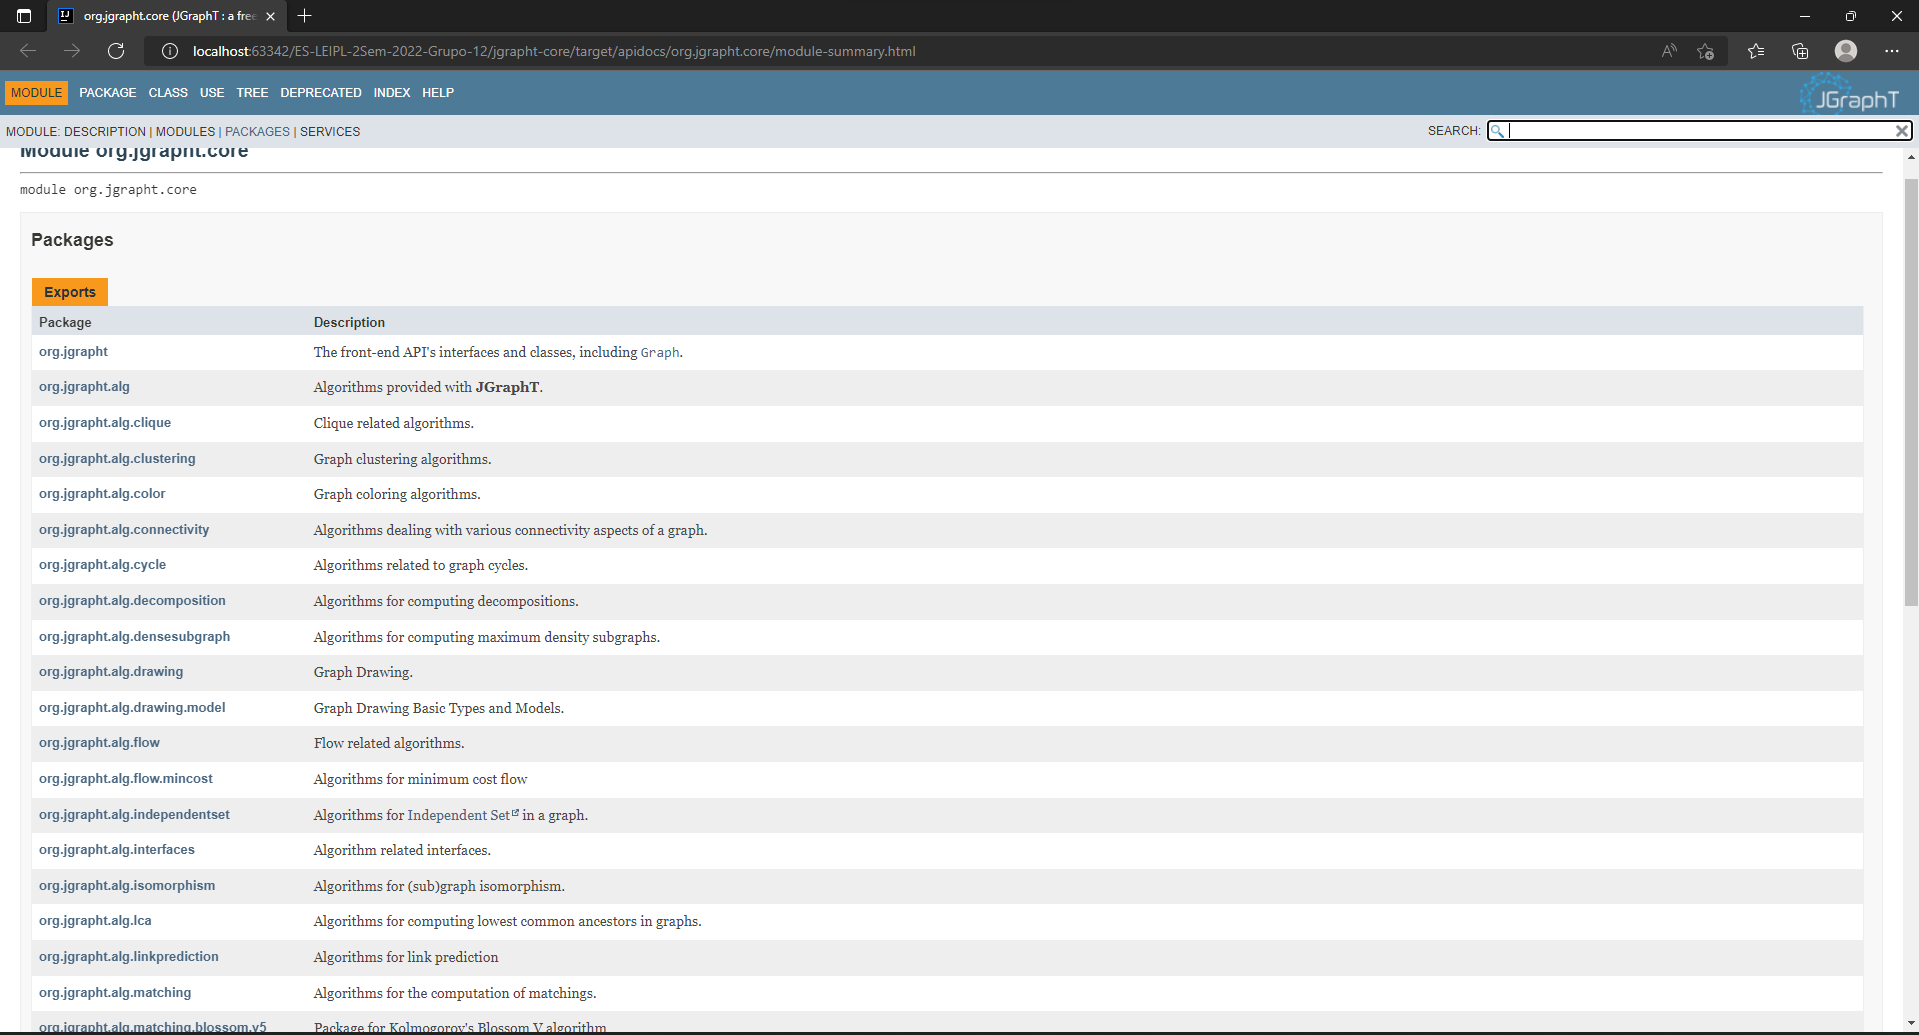 org.jgrapht.core (JGraphT : a free
localhost:63342/ES-LEIPL-2Sem-2022-Grupo-12/jgrapht-core/target/apidocs/org.jgrapht.core/module-summary.html
MODULE PACKAGE CLASS USE TREE DEPRECATED INDEX HELP
JGraphT
MODULE: DESCRIPTION | MODULES | PACKAGES | SERVICES
SEARCH:
Module org.jgrapht.core
module org.jgrapht.core
Packages
Exports
Package Description
org.jgrapht The front-end API's interfaces and classes, including Graph.
org.jgrapht.alg Algorithms provided with JGraphT.
org.jgrapht.alg.clique Clique related algorithms.
org.jgrapht.alg.clustering Graph clustering algorithms.
org.jgrapht.alg.color Graph coloring algorithms.
org.jgrapht.alg.connectivity Algorithms dealing with various connectivity aspects of a graph.
org.jgrapht.alg.cycle Algorithms related to graph cycles.
org.jgrapht.alg.decomposition Algorithms for computing decompositions.
org.jgrapht.alg.densesubgraph Algorithms for computing maximum density subgraphs.
org.jgrapht.alg.drawing Graph Drawing.
org.jgrapht.alg.drawing.model Graph Drawing Basic Types and Models.
org.jgrapht.alg.flow Flow related algorithms.
org.jgrapht.alg.flow.mincost Algorithms for minimum cost flow
org.jgrapht.alg.independentset Algorithms for Independent Set in a graph.
org.jgrapht.alg.interfaces Algorithm related interfaces.
org.jgrapht.alg.isomorphism Algorithms for (sub)graph isomorphism.
org.jgrapht.alg.lca Algorithms for computing lowest common ancestors in graphs.
org.jgrapht.alg.linkprediction Algorithms for link prediction
org.jgrapht.alg.matching Algorithms for the computation of matchings.
org.jgrapht.alg.matching.blossom.v5 Package for Kolmogorov's Blossom V algorithm